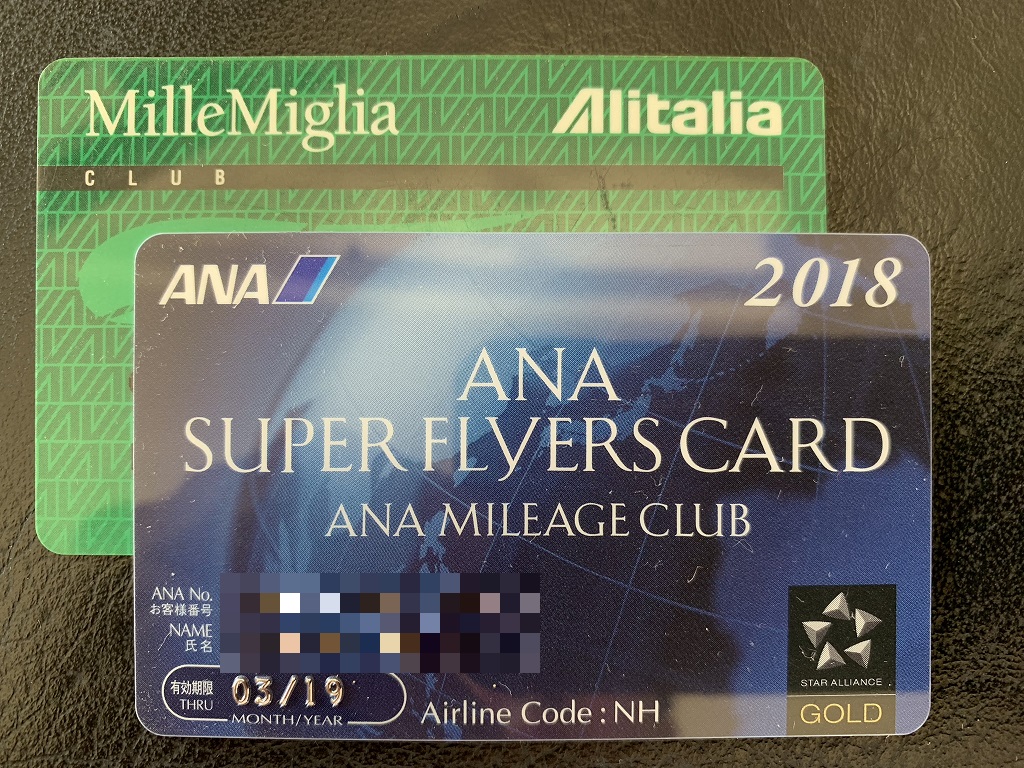 MilleMiglia
Alitalia
CLUB
ANA
2018
ANA
SUPER FLYERS CARD
ANA MILEAGE CLUB
ANA No.
お客様番号
NAME
氏名
有効期限
THRU
03/19
MONTH/YEAR
Airline Code : NH
STAR ALLIANCE
GOLD